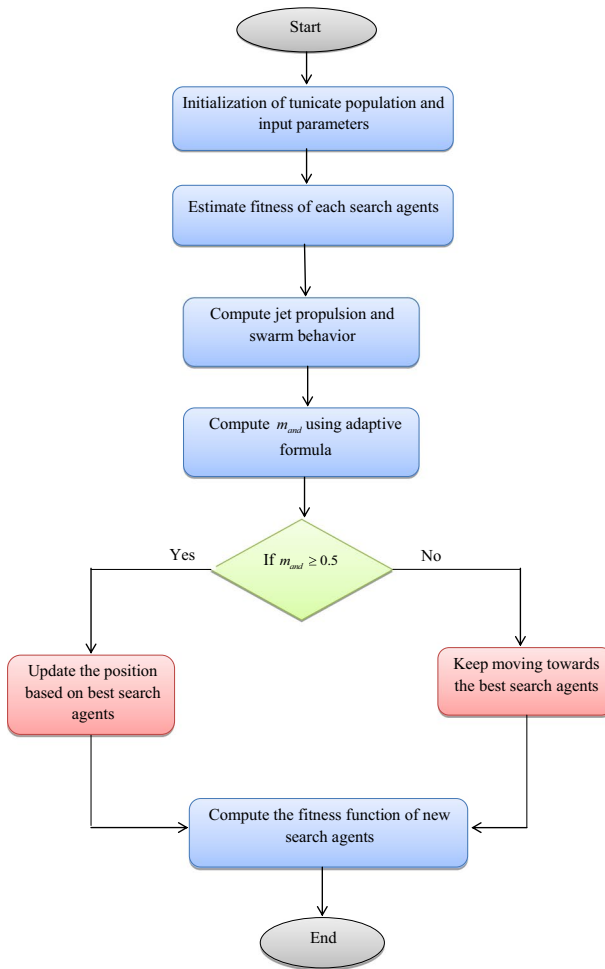 Start
Initialization of tunicate population and
input parameters
Estimate fitness of each search agents
Compute jet propulsion and
swarm behavior
Compute m_and using adaptive
formula
If m_and ≥ 0.5
Yes
No
Update the position
based on best search
agents
Keep moving towards
the best search agents
Compute the fitness function of new
search agents
End